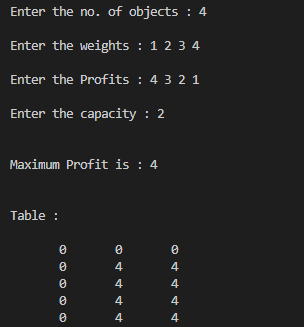 Enter the no. of objects : 4
Enter the weights : 1 2 3 4
Enter the Profits : 4 3 2 1
Enter the capacity : 2
Maximum Profit is : 4
Table :
0 0 0
0 4 4
0 4 4
0 4 4
0 4 4